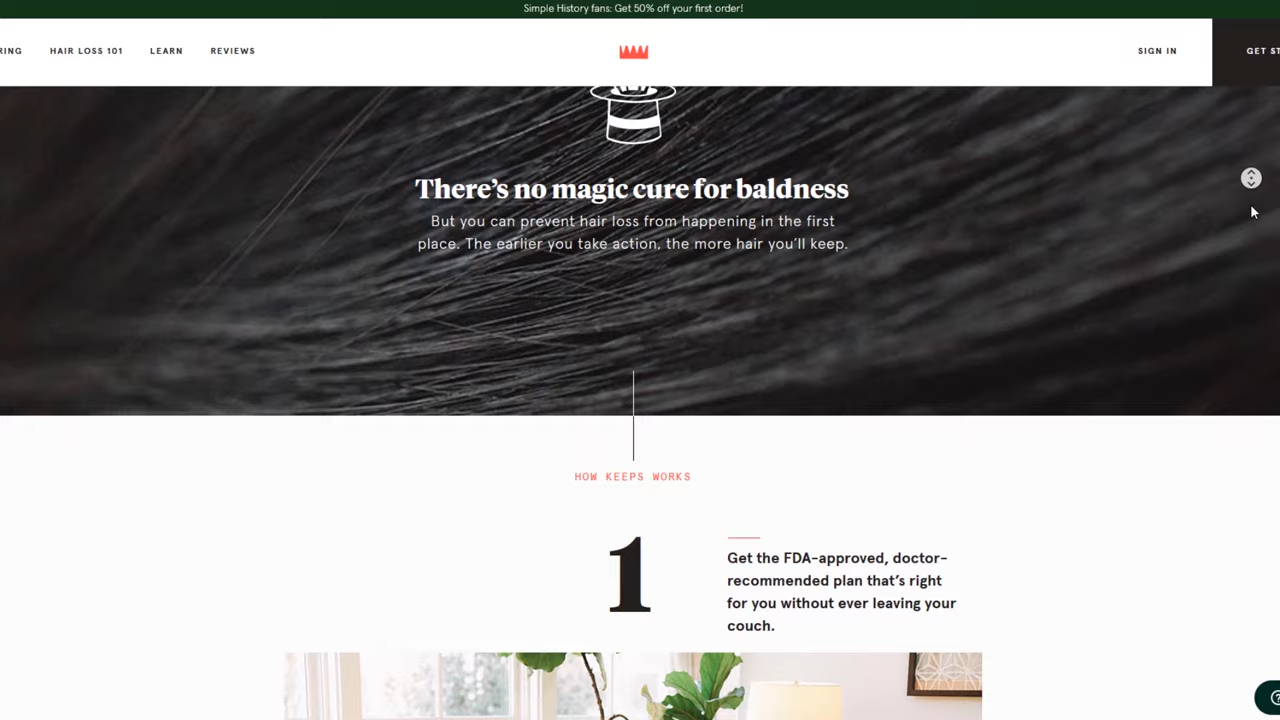 Simple History fans: Get 50% off your first order!
RING HAIR LOSS 101 LEARN REVIEWS SIGN IN GET ST
There's no magic cure for baldness
But you can prevent hair loss from happening in the first
place. The earlier you take action, the more hair you'll keep.
HOW KEEPS WORKS
1
Get the FDA-approved, doctor-
recommended plan that's right
for you without ever leaving your
couch.